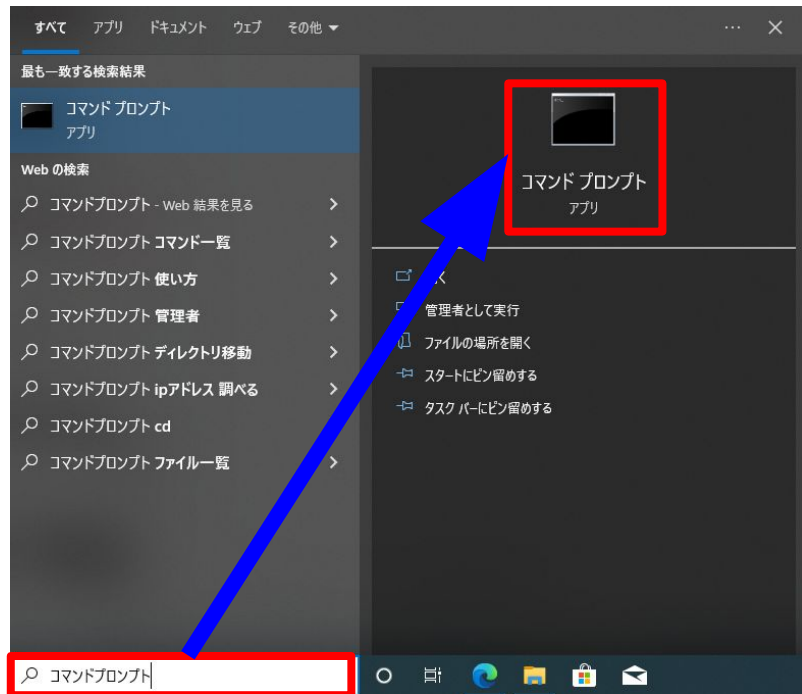 すべて アプリ ドキュメント ウェブ その他
最も一致する検索結果
コマンド プロンプト
アプリ
Web の検索
コマンドプロンプト - Web 結果を見る
コマンドプロンプト コマンド一覧
コマンドプロンプト 使い方
コマンドプロンプト 管理者
コマンドプロンプト ディレクトリ移動
コマンドプロンプト ipアドレス 調べる
コマンドプロンプト cd
コマンドプロンプト ファイル一覧
コマンドプロンプト
コマンド プロンプト
アプリ
く
管理者として実行
ファイルの場所を開く
スタートにピン留めする
タスク バーにピン留めする